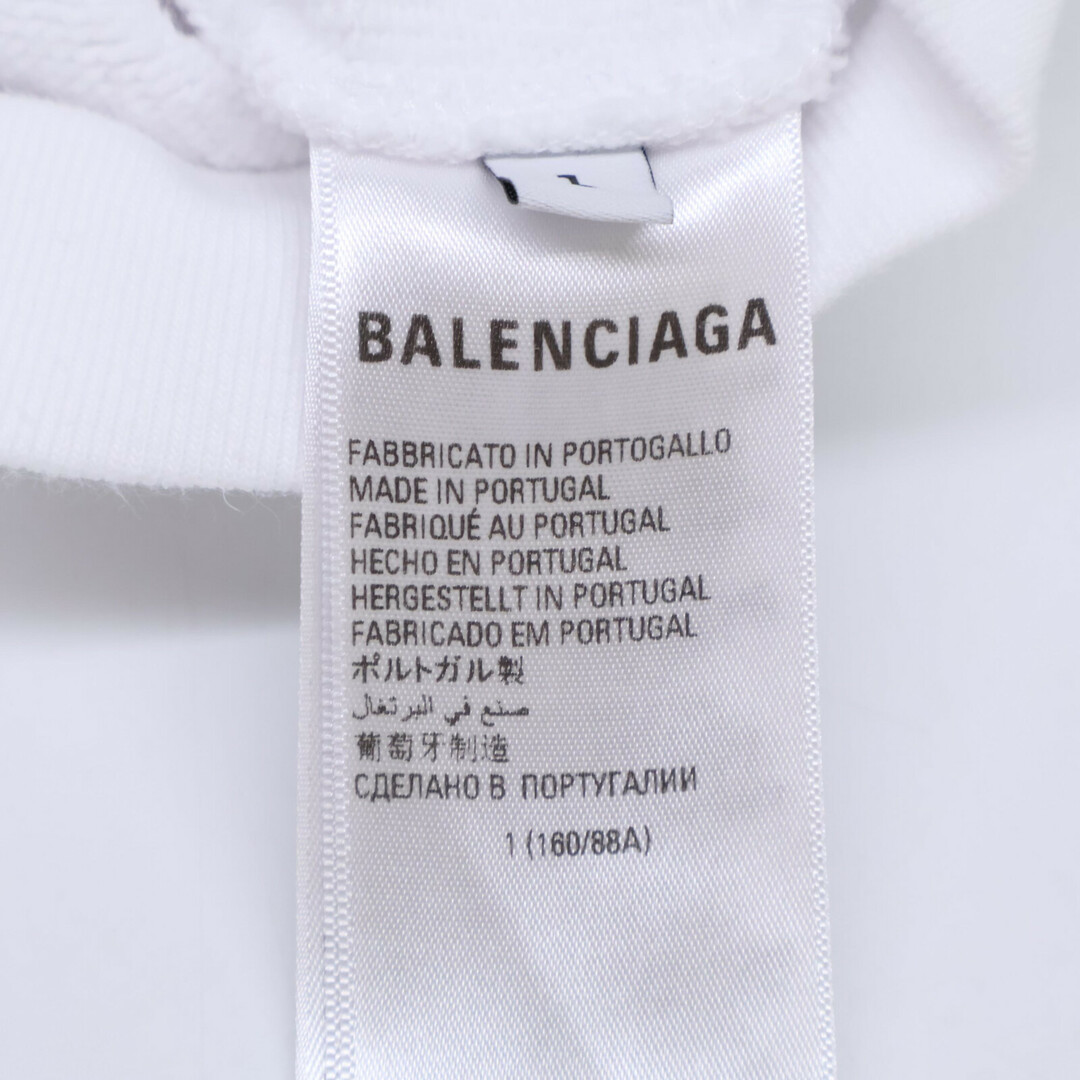 BALENCIAGA
FABBRICATO IN PORTOGALLO
MADE IN PORTUGAL
FABRIQUÉ AU PORTUGAL
HECHO EN PORTUGAL
HERGESTELLT IN PORTUGAL
FABRICADO EM PORTUGAL
ポルトガル製
صنع في البرتغال
葡萄牙制造
СДЕЛАНО В ПОРТУГАЛИИ
1 (160/88A)